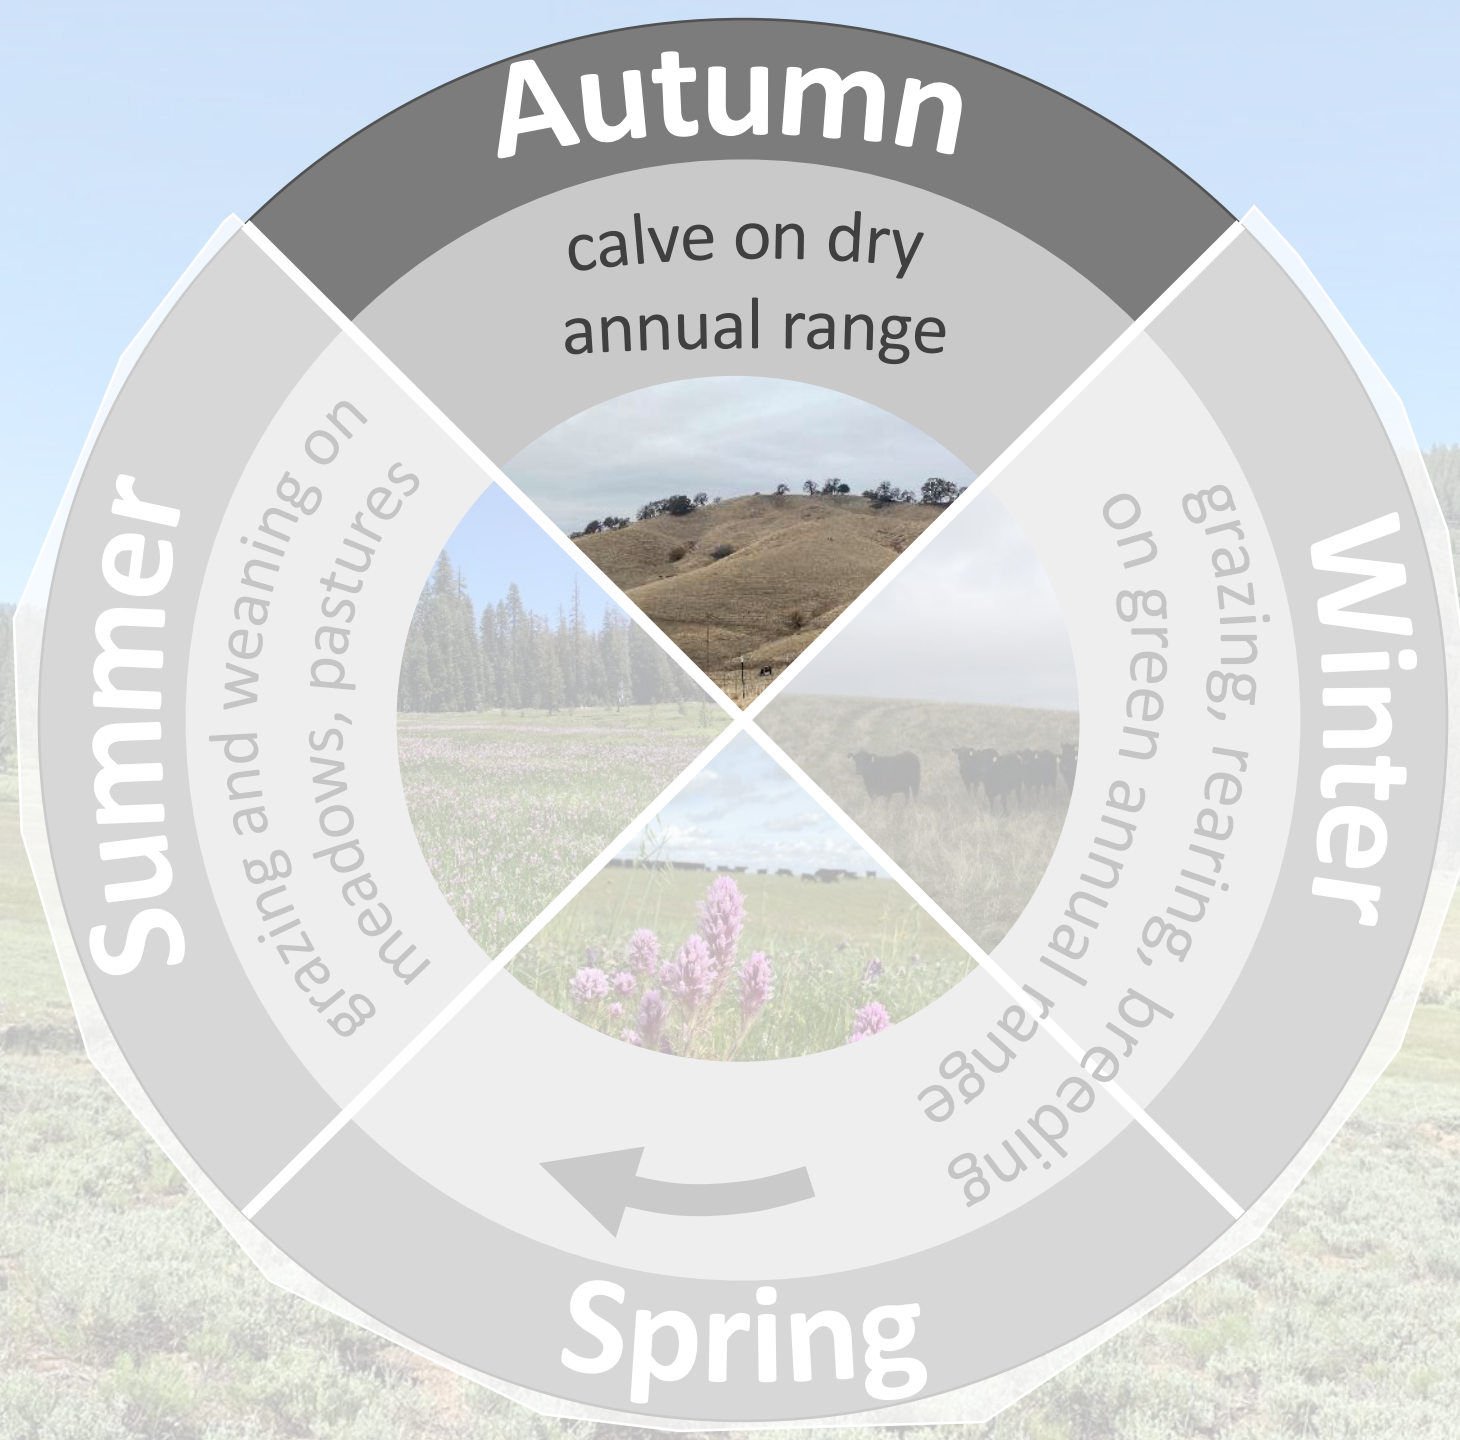 Autumn
calve on dry
annual range
Winter
grazing, rearing, breeding
on green annual range
Spring
Summer
grazing and weaning on
meadows, pastures